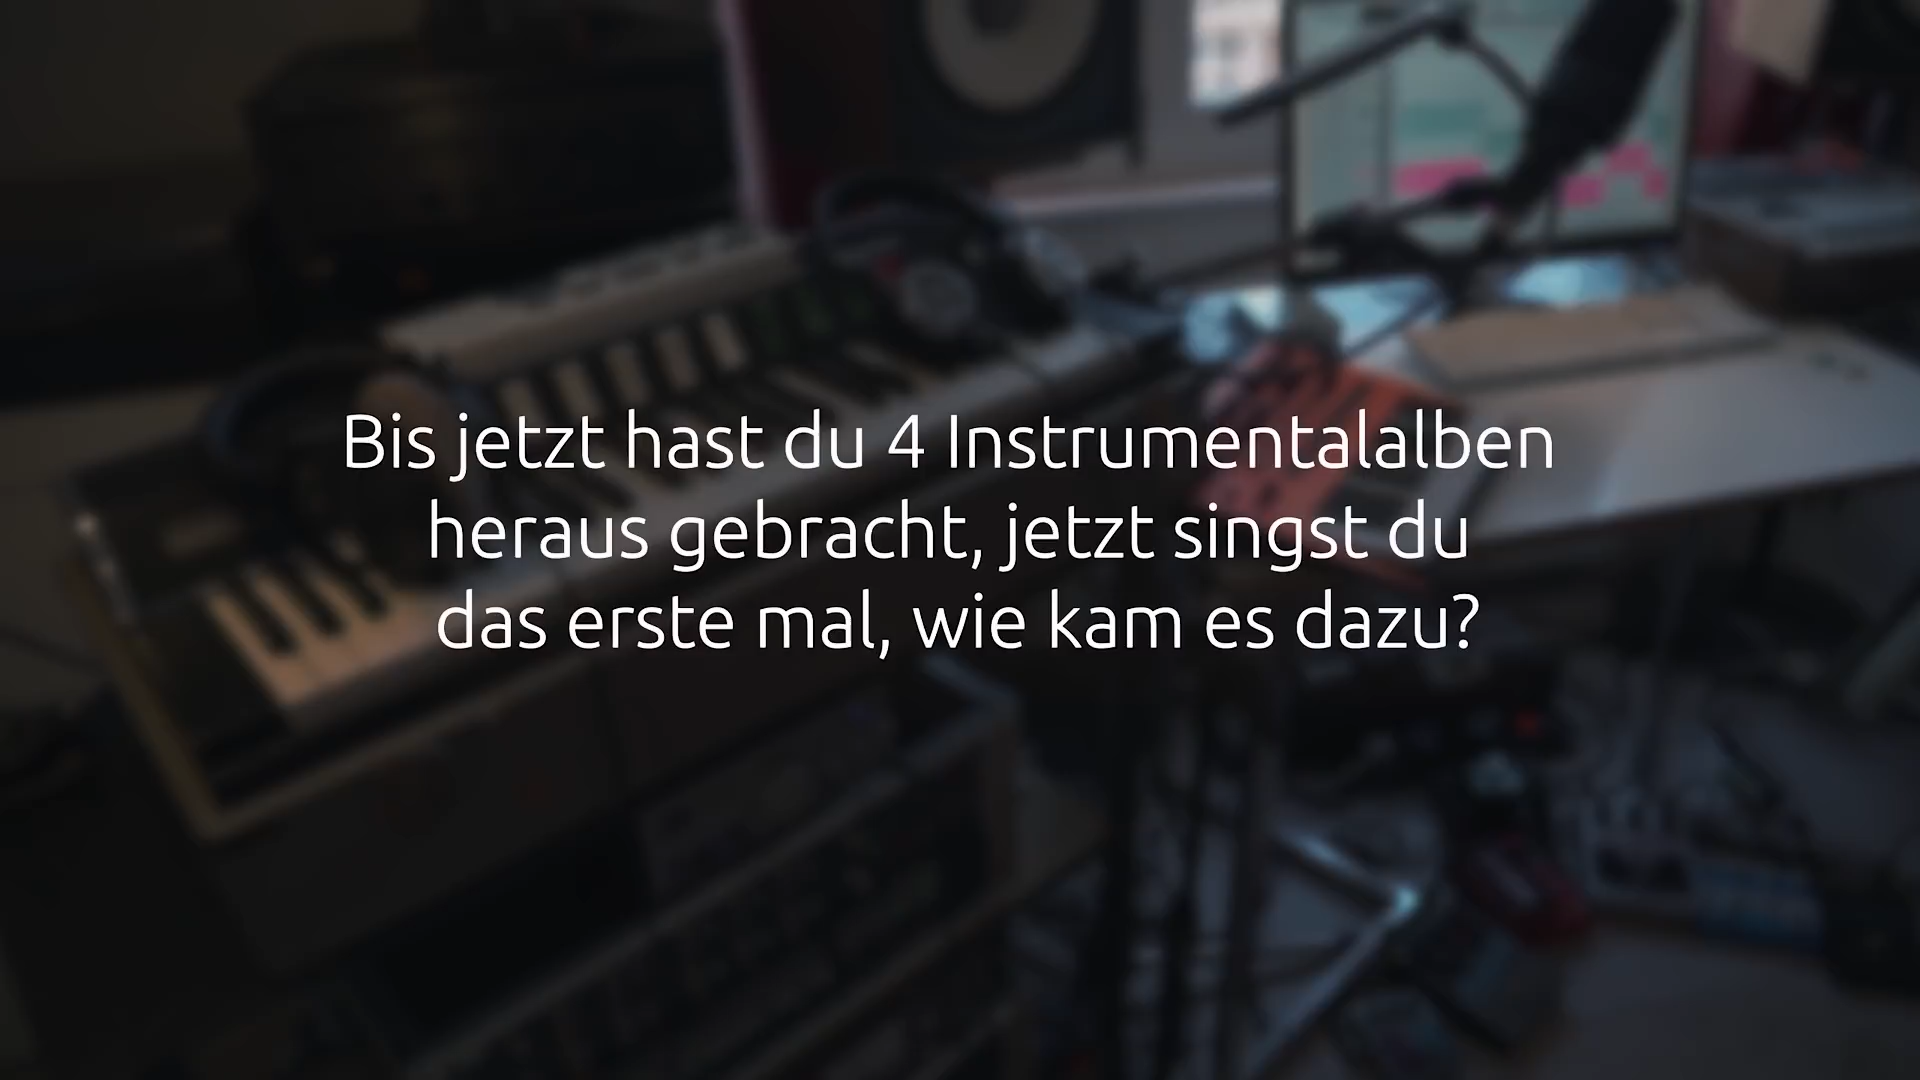 Bis jetzt hast du 4 Instrumentalalben
heraus gebracht, jetzt singst du
das erste mal, wie kam es dazu?